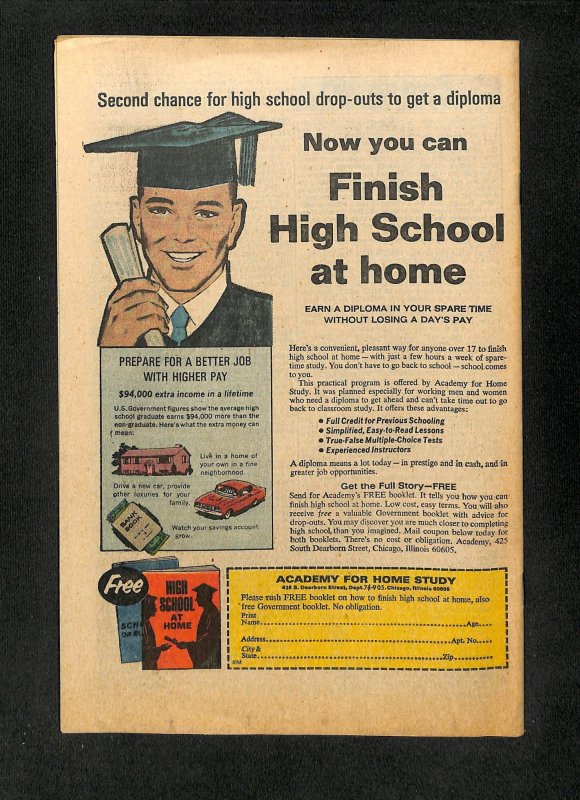 Second chance for high school drop-outs to get a diploma
Now you can
Finish
High School
at home
EARN A DIPLOMA IN YOUR SPARE TIME
WITHOUT LOSING A DAY'S PAY
PREPARE FOR A BETTER JOB
WITH HIGHER PAY
$94,000 extra income in a lifetime
U.S. Government figures show the average high
school graduate earns $94,000 more than the
non-graduate. Here's what the extra money can
mean:
Live in a home of
your own in a fine
neighborhood.
Drive a new car, provide
other luxuries for your
family.
BANK
BOOK
Watch your savings account
grow.
Here's a convenient, pleasant way for anyone over 17 to finish
high school at home — with just a few hours a week of spare-
time study. You don't have to go back to school — school comes
to you.
This practical program is offered by Academy for Home
Study. It was planned especially for working men and women
who need a diploma to get ahead and can't take time out to go
back to classroom study. It offers these advantages:
• Full Credit for Previous Schooling
• Simplified, Easy-to-Read Lessons
• True-False Multiple-Choice Tests
• Experienced Instructors
A diploma means a lot today — in prestige and in cash, and in
greater job opportunities.
Get the Full Story—FREE
Send for Academy's FREE booklet. It tells you how you can
finish high school at home. Low cost, easy terms. You will also
receive free a valuable Government booklet with advice for
drop-outs. You may discover you are much closer to completing
high school than you imagined. Mail coupon below today for
both booklets. There's no cost or obligation. Academy, 425
South Dearborn Street, Chicago, Illinois 60605.
Free
HIGH
SCHOOL
AT
HOME
ACADEMY FOR HOME STUDY
425 S. Dearborn Street, Dept. 74-905, Chicago, Illinois 60605
Please rush FREE booklet on how to finish high school at home, also
free Government booklet. No obligation.
Print
Name Age
Address Apt. No.
City &
State Zip